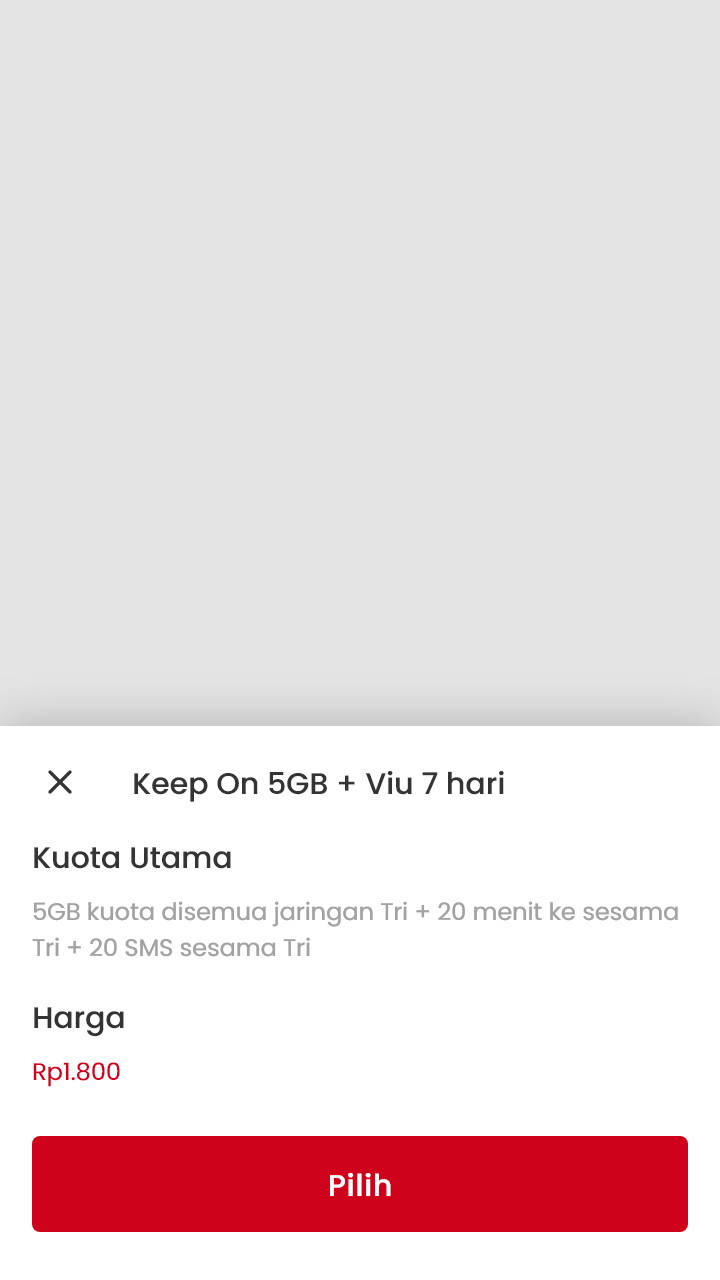 Keep On 5GB + Viu 7 hari
Kuota Utama
5GB kuota disemua jaringan Tri + 20 menit ke sesama
Tri + 20 SMS sesama Tri
Harga
Rp1.800
Pilih